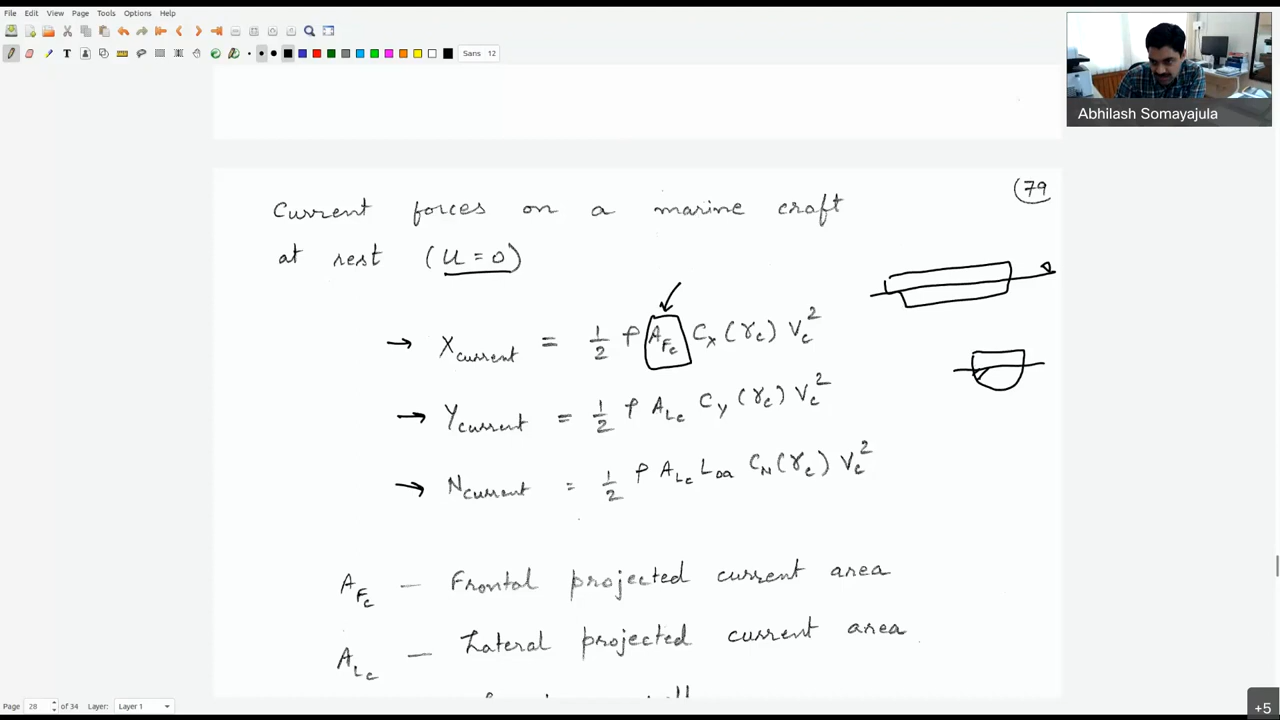 File Edit View Page Tools Options Help
T
Sans 12
Abhilash Somayajula
79
Current forces on a marine craft
at rest (U = 0)
→ X_current = 1/2 ρ A_Fc C_X (γ_c) V_c^2
→ Y_current = 1/2 ρ A_Lc C_Y (γ_c) V_c^2
→ N_current = 1/2 ρ A_Lc L_oa C_N (γ_c) V_c^2
A_Fc — Frontal projected current area
A_Lc — Lateral projected current area
Page 28 of 34 Layer: Layer 1
+5